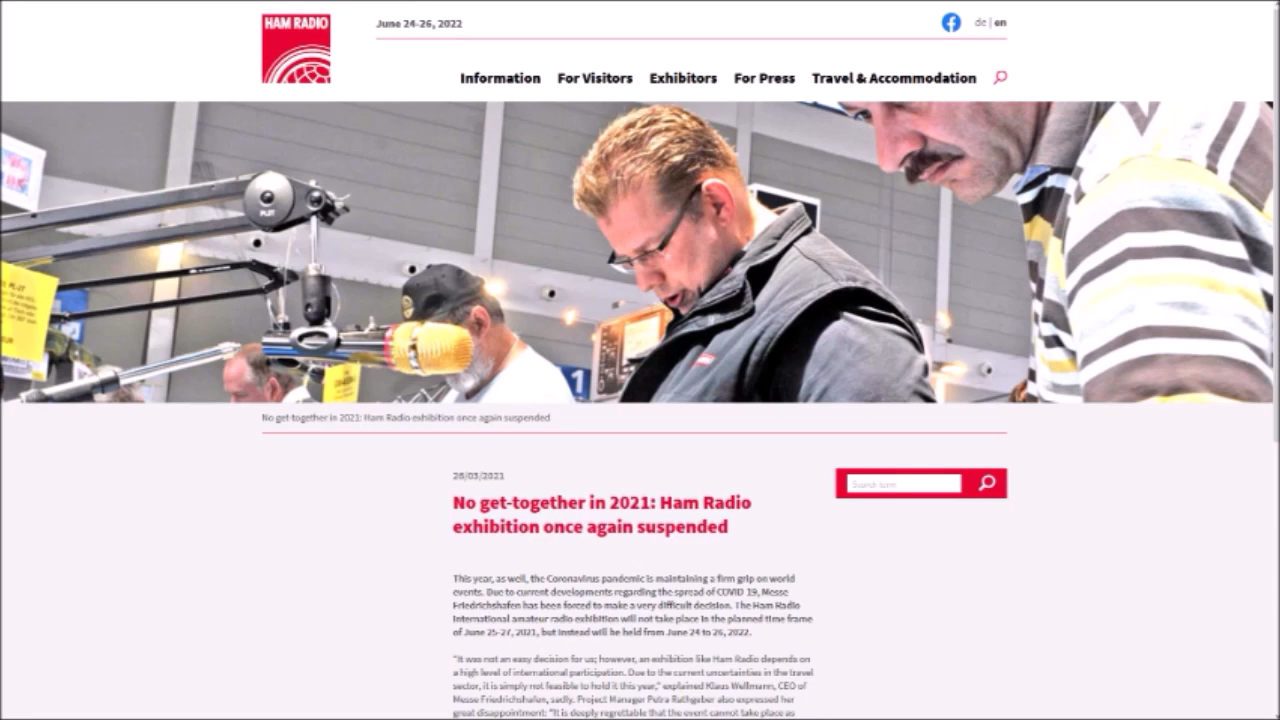 HAM RADIO
June 24-26, 2022
de | en
Information For Visitors Exhibitors For Press Travel & Accommodation
PL2T
1
No get-together in 2021: Ham Radio exhibition once again suspended
26/03/2021
Search term
No get-together in 2021: Ham Radio
exhibition once again suspended
This year, as well, the Coronavirus pandemic is maintaining a firm grip on world
events. Due to current developments regarding the spread of COVID 19, Messe
Friedrichshafen has been forced to make a very difficult decision. The Ham Radio
international amateur radio exhibition will not take place in the planned time frame
of June 25-27, 2021, but instead will be held from June 24 to 26, 2022.
"It was not an easy decision for us; however, an exhibition like Ham Radio depends on
a high level of international participation. Due to the current uncertainties in the travel
sector, it is simply not feasible to hold it this year," explained Klaus Wellmann, CEO of
Messe Friedrichshafen, sadly. Project Manager Petra Rathgeber also expressed her
great disappointment: "It is deeply regrettable that the event cannot take place as